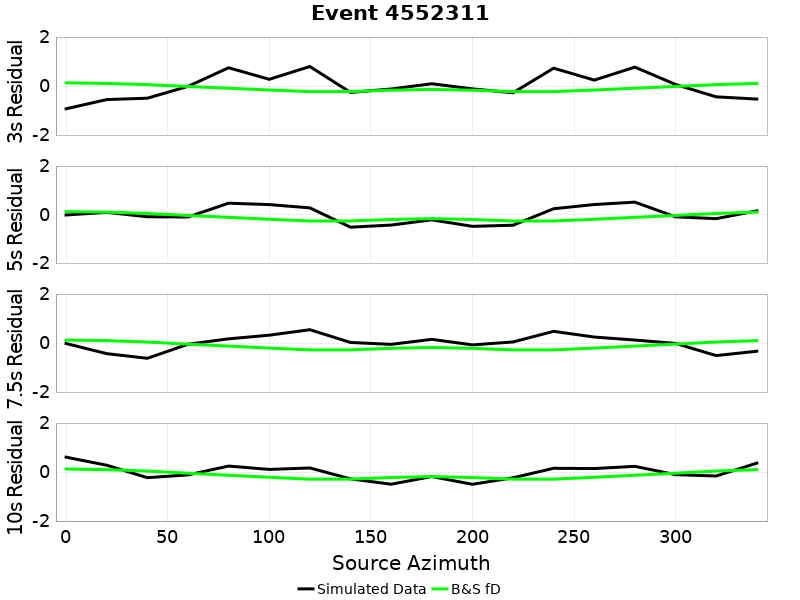 Event 4552311
2
0
-2
3s Residual
2
0
-2
5s Residual
2
0
-2
7.5s Residual
2
0
-2
10s Residual
0 50 100 150 200 250 300
Source Azimuth
Simulated Data B&S fD